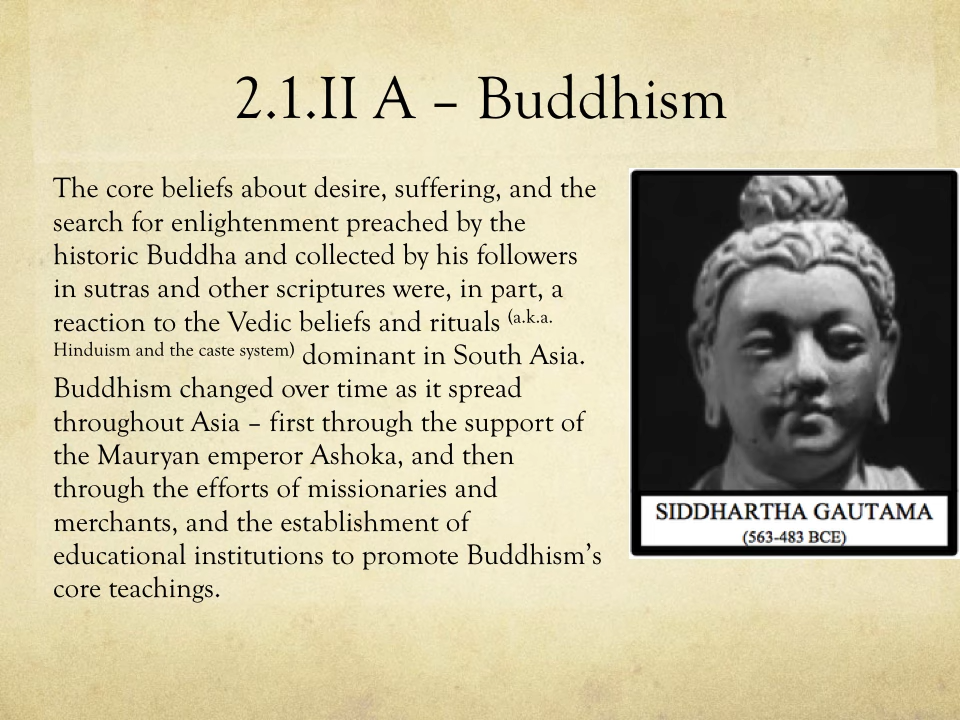 2.1.II A – Buddhism
The core beliefs about desire, suffering, and the
search for enlightenment preached by the
historic Buddha and collected by his followers
in sutras and other scriptures were, in part, a
reaction to the Vedic beliefs and rituals (a.k.a.
Hinduism and the caste system) dominant in South Asia.
Buddhism changed over time as it spread
throughout Asia – first through the support of
the Mauryan emperor Ashoka, and then
through the efforts of missionaries and
merchants, and the establishment of
educational institutions to promote Buddhism’s
core teachings.
SIDDHARTHA GAUTAMA
(563-483 BCE)